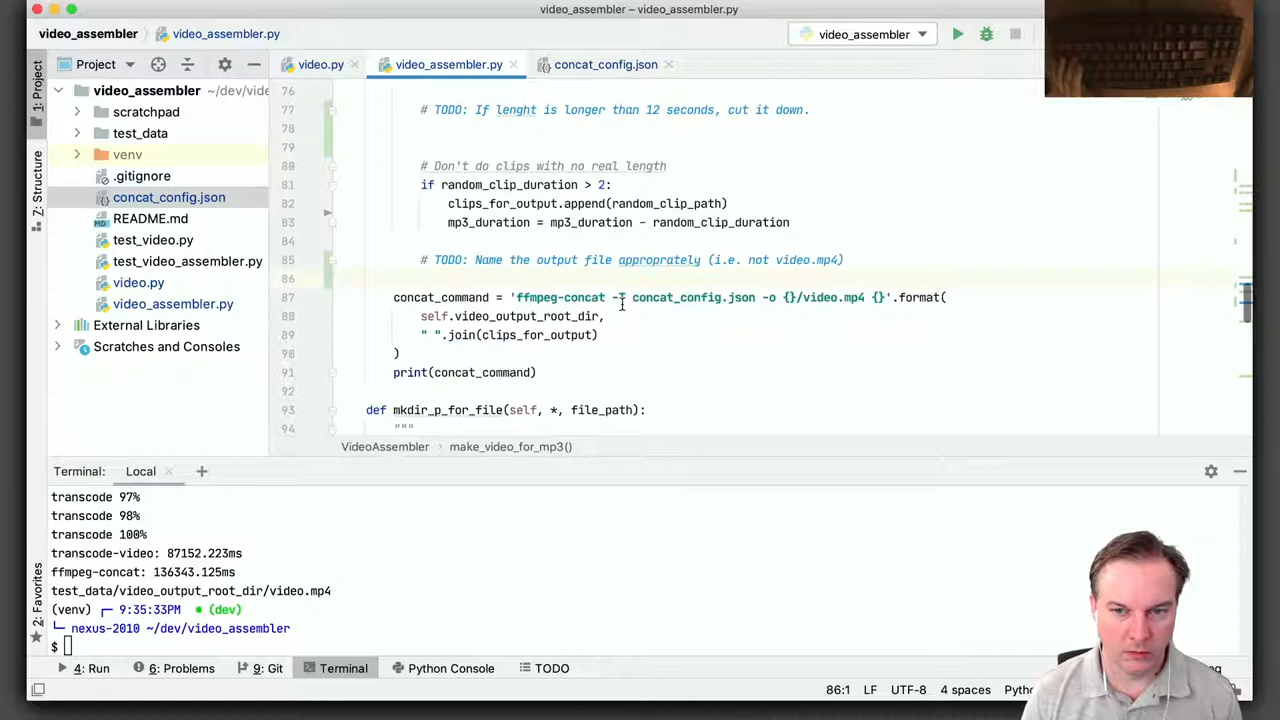 video_assembler – video_assembler.py
video_assembler
video_assembler.py
video_assembler
Project
video.py
video_assembler.py
concat_config.json
1: Project
Z: Structure
2: Favorites
video_assembler ~/dev/vide
scratchpad
test_data
venv
.gitignore
concat_config.json
README.md
test_video.py
test_video_assembler.py
video.py
video_assembler.py
External Libraries
Scratches and Consoles
76
77 # TODO: If lenght is longer than 12 seconds, cut it down.
78
79
80 # Don't do clips with no real length
81 if random_clip_duration > 2:
82 clips_for_output.append(random_clip_path)
83 mp3_duration = mp3_duration - random_clip_duration
84
85 # TODO: Name the output file approprately (i.e. not video.mp4)
86
87 concat_command = 'ffmpeg-concat -T concat_config.json -o {}/video.mp4 {}'.format(
88 self.video_output_root_dir,
89 " ".join(clips_for_output)
90 )
91 print(concat_command)
92
93 def mkdir_p_for_file(self, *, file_path):
94 """
VideoAssembler
make_video_for_mp3()
Terminal:
Local
transcode 97%
transcode 98%
transcode 100%
transcode-video: 87152.223ms
ffmpeg-concat: 136343.125ms
test_data/video_output_root_dir/video.mp4
(venv) ┌─ 9:35:33PM ● (dev)
└─ nexus-2010 ~/dev/video_assembler
$
4: Run
6: Problems
9: Git
Terminal
Python Console
TODO
86:1
LF
UTF-8
4 spaces
Pytho